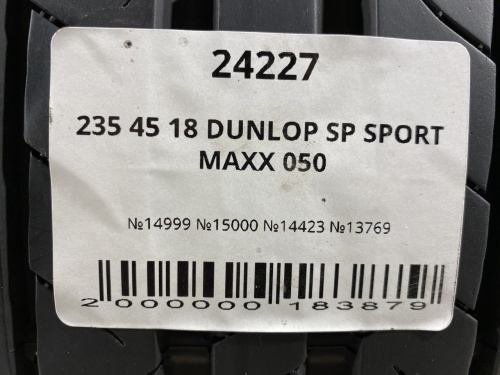 24227
235 45 18 DUNLOP SP SPORT
MAXX 050
№14999 №15000 №14423 №13769
2 000000 183879